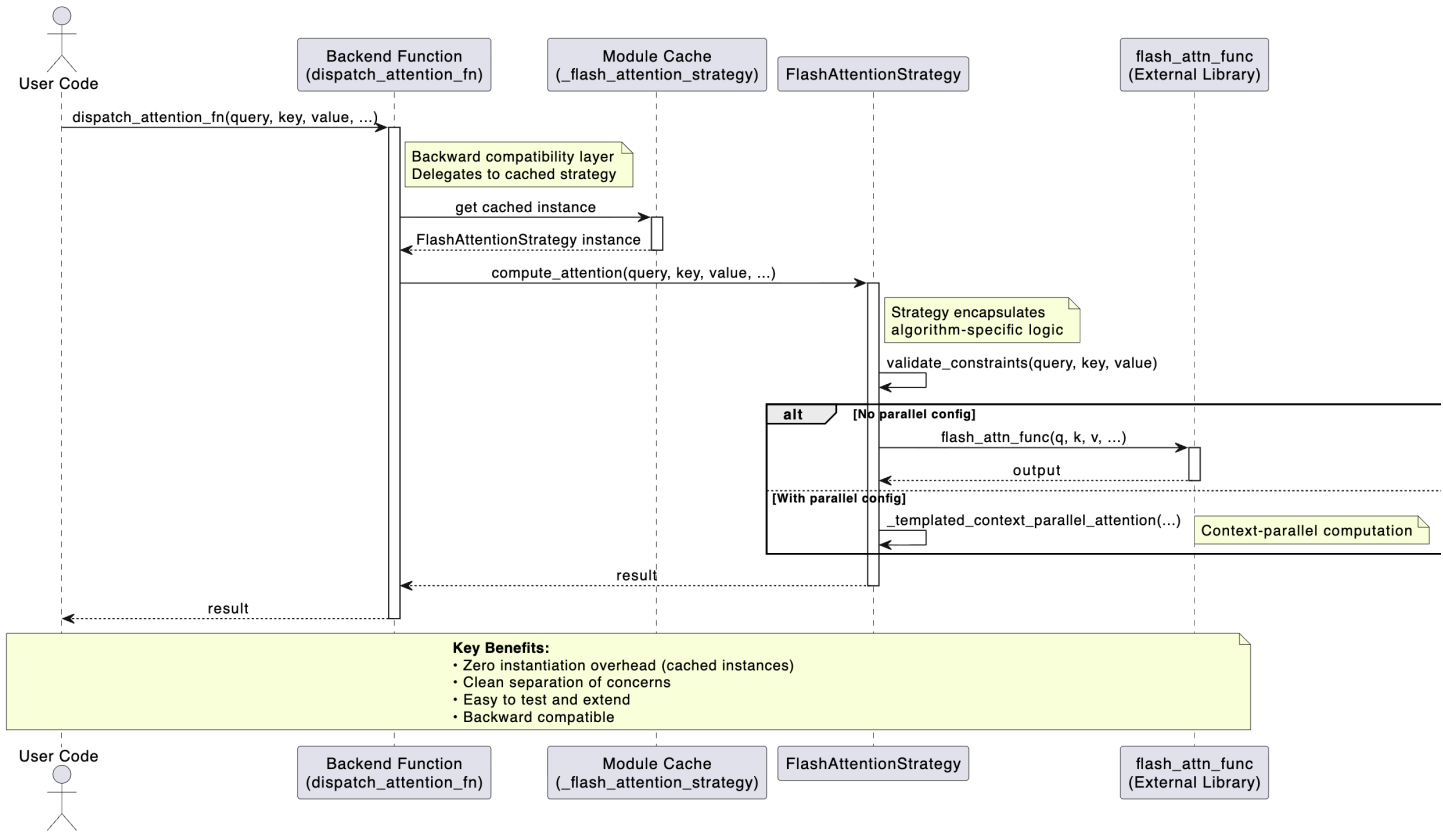 User Code
Backend Function
(dispatch_attention_fn)
Module Cache
(_flash_attention_strategy)
FlashAttentionStrategy
flash_attn_func
(External Library)
dispatch_attention_fn(query, key, value, ...)
Backward compatibility layer
Delegates to cached strategy
get cached instance
FlashAttentionStrategy instance
compute_attention(query, key, value, ...)
Strategy encapsulates
algorithm-specific logic
validate_constraints(query, key, value)
alt
[No parallel config]
flash_attn_func(q, k, v, ...)
output
[With parallel config]
_templated_context_parallel_attention(...)
Context-parallel computation
result
result
Key Benefits:
• Zero instantiation overhead (cached instances)
• Clean separation of concerns
• Easy to test and extend
• Backward compatible
User Code
Backend Function
(dispatch_attention_fn)
Module Cache
(_flash_attention_strategy)
FlashAttentionStrategy
flash_attn_func
(External Library)